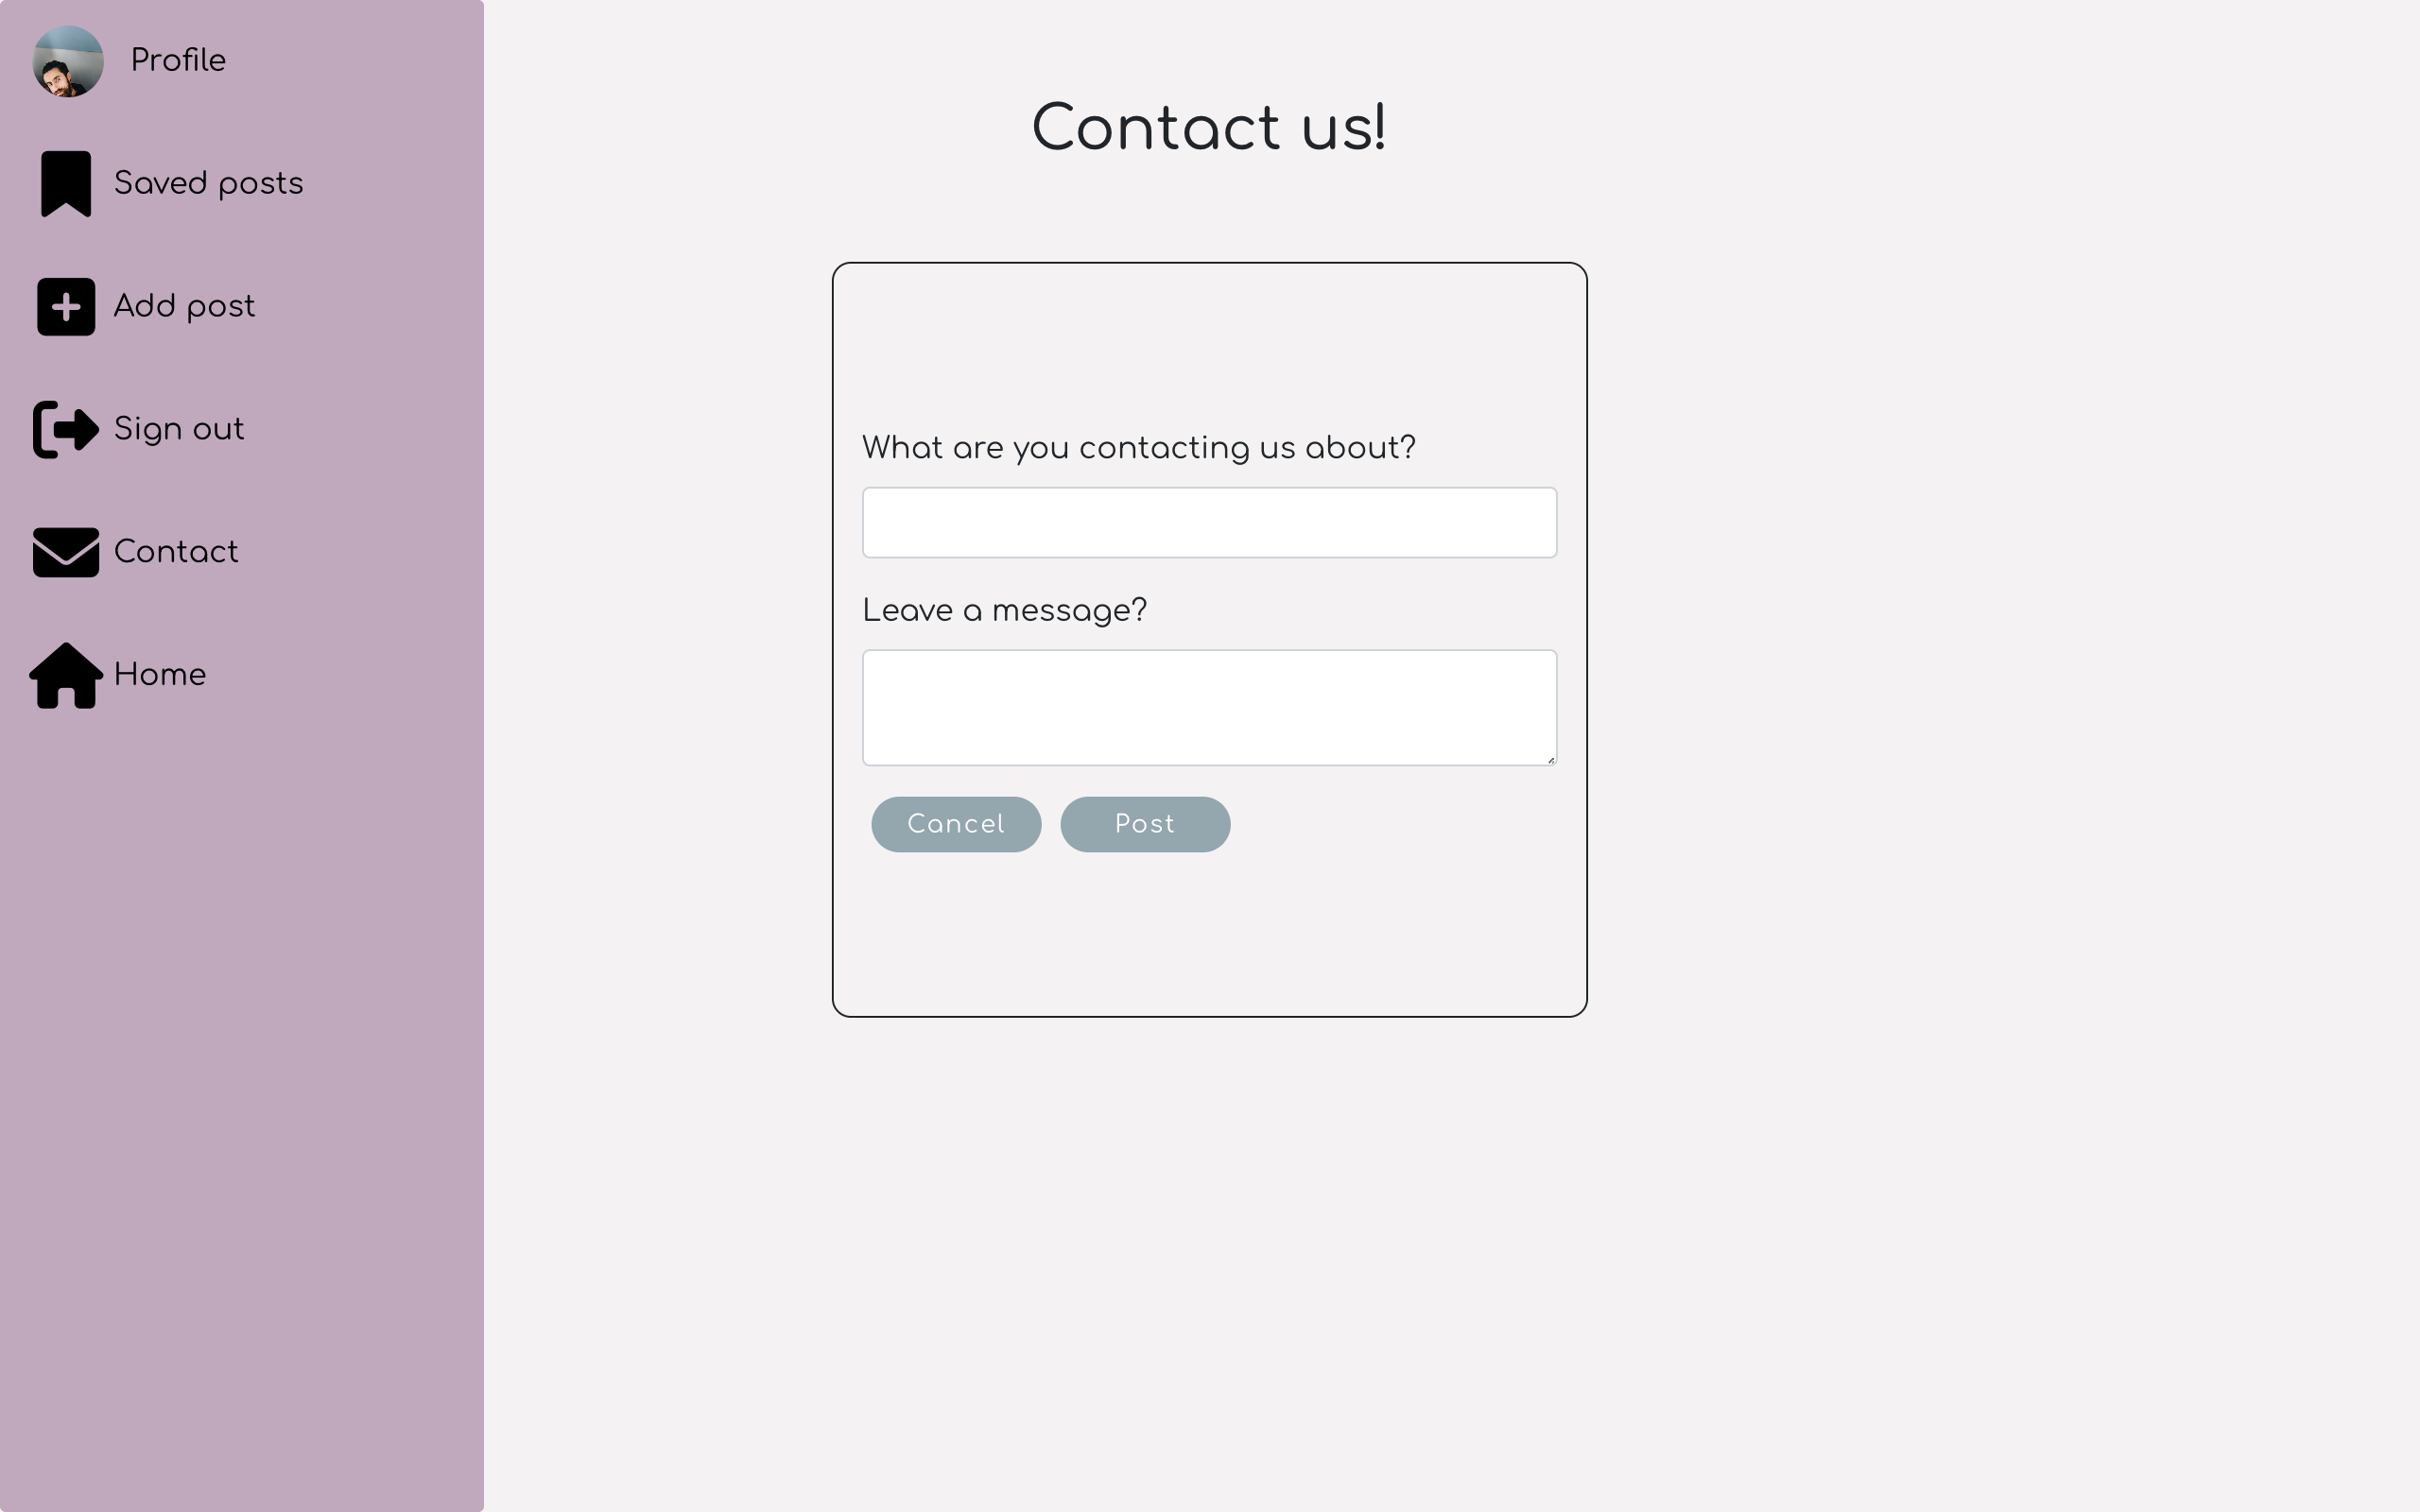 Profile
Saved posts
Add post
Sign out
Contact
Home
Contact us!
What are you contacting us about?
Leave a message?
Cancel
Post